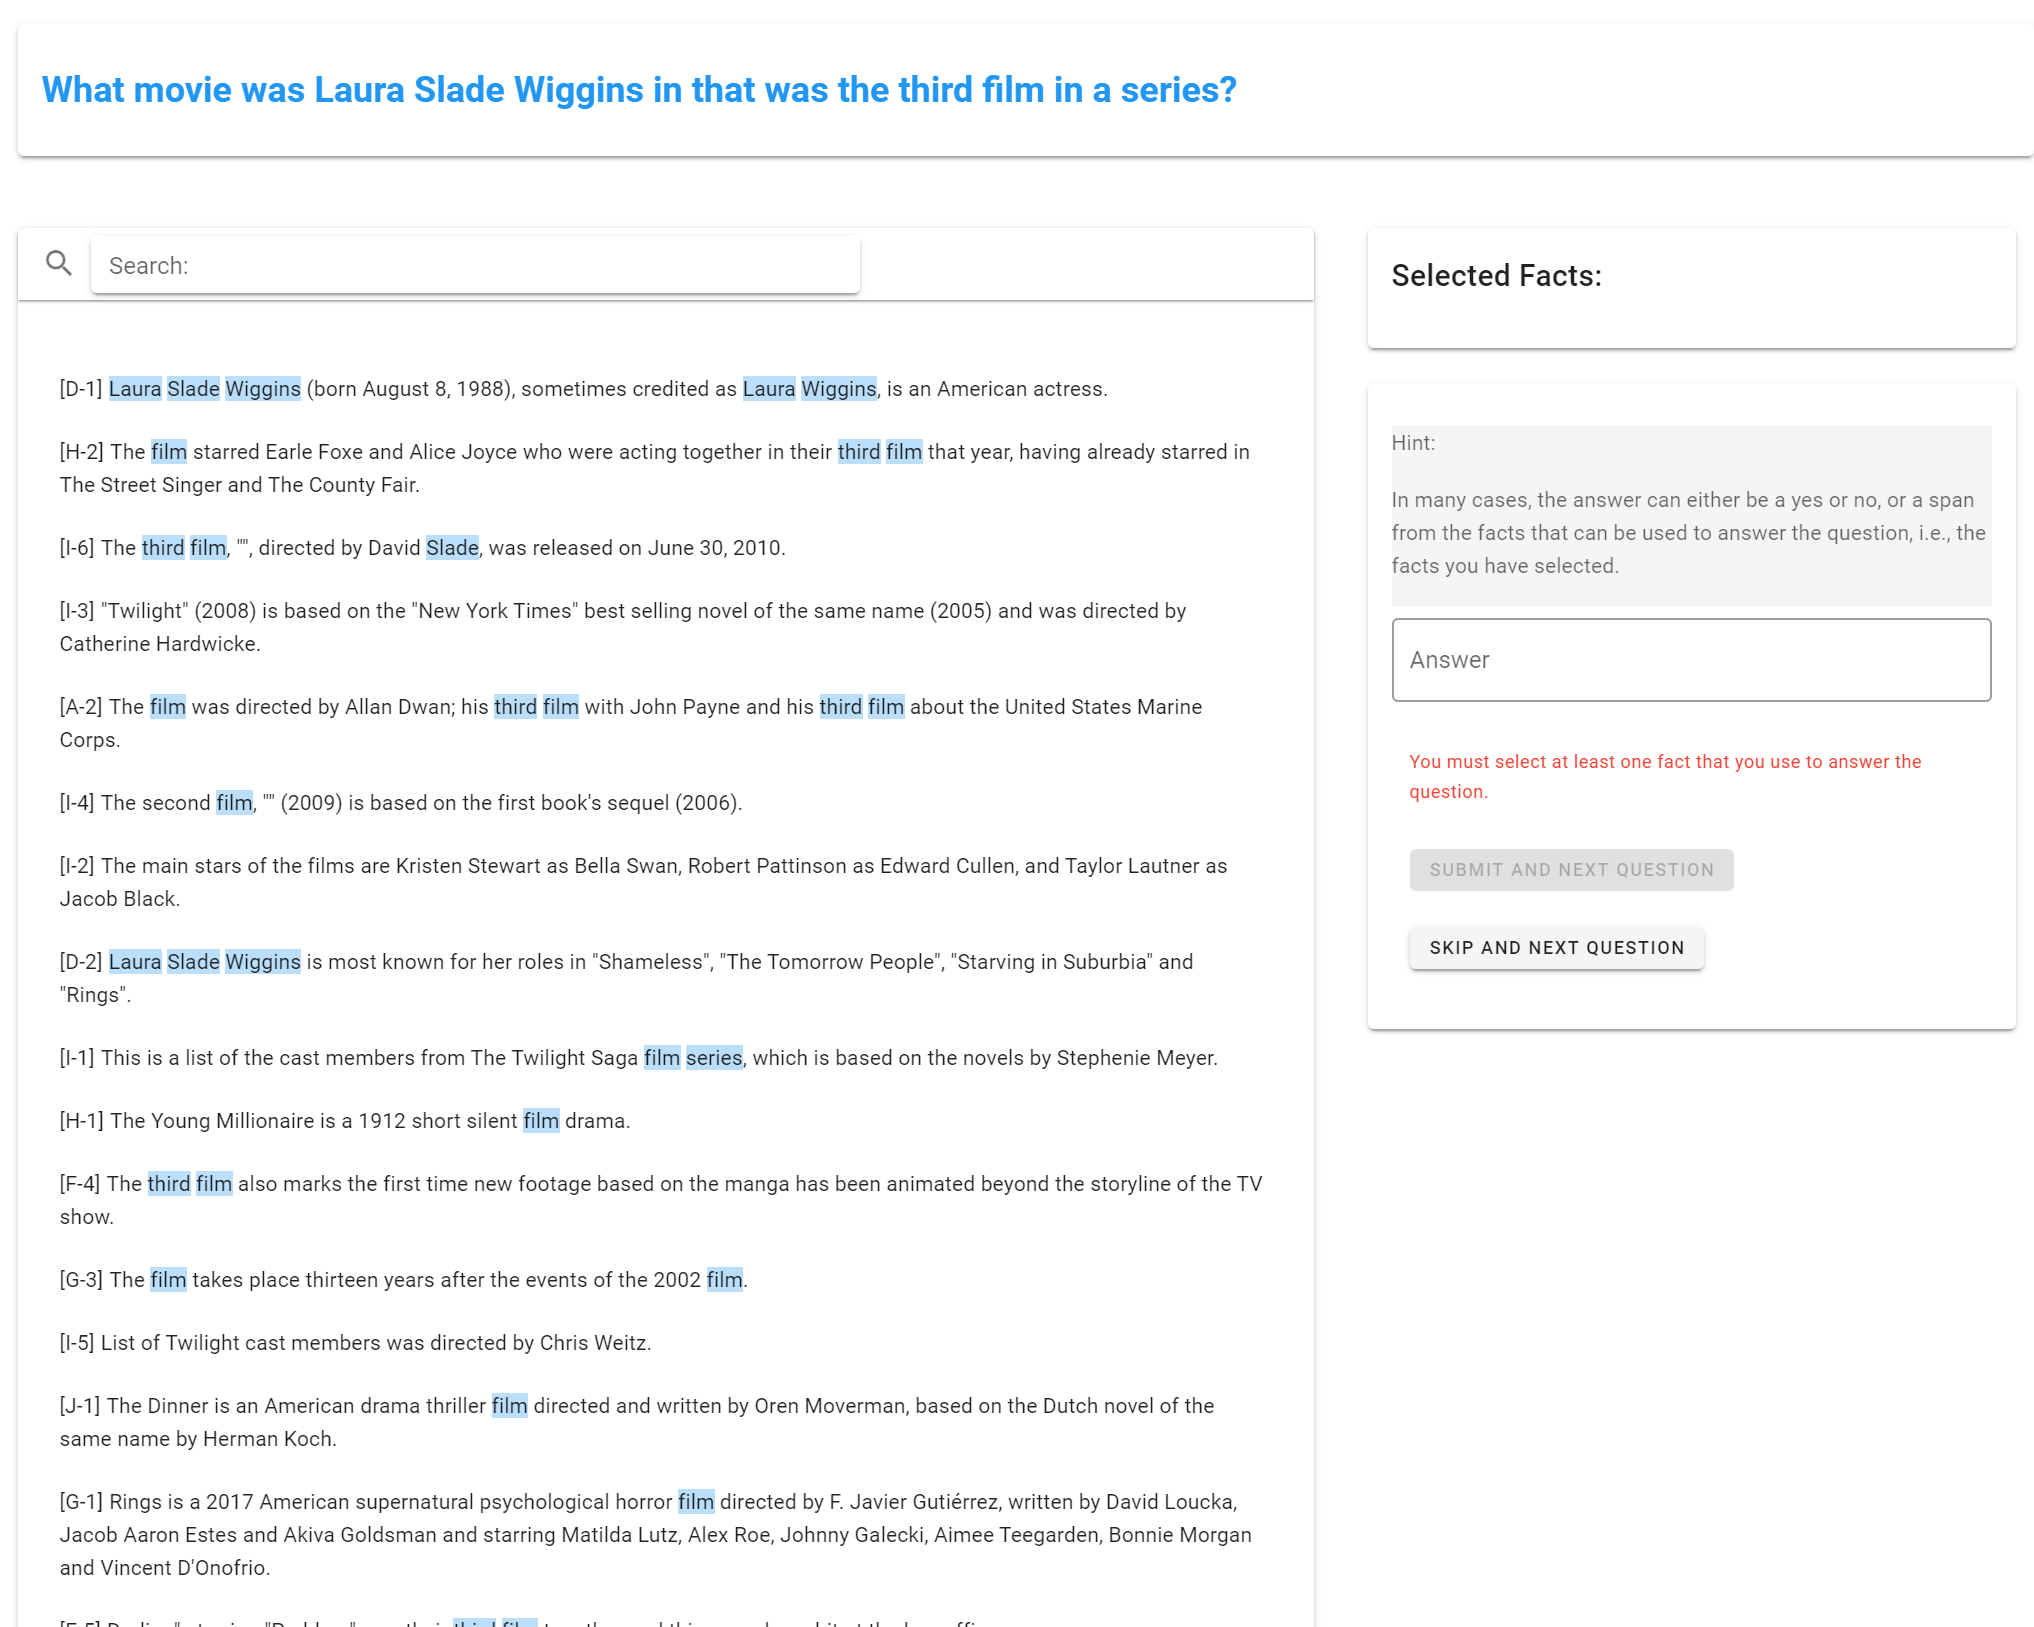 What movie was Laura Slade Wiggins in that was the third film in a series?
Search:
[D-1] Laura Slade Wiggins (born August 8, 1988), sometimes credited as Laura Wiggins, is an American actress.
[H-2] The film starred Earle Foxe and Alice Joyce who were acting together in their third film that year, having already starred in
The Street Singer and The County Fair.
[I-6] The third film, "", directed by David Slade, was released on June 30, 2010.
[I-3] "Twilight" (2008) is based on the "New York Times" best selling novel of the same name (2005) and was directed by
Catherine Hardwicke.
[A-2] The film was directed by Allan Dwan; his third film with John Payne and his third film about the United States Marine
Corps.
[I-4] The second film, "" (2009) is based on the first book's sequel (2006).
[I-2] The main stars of the films are Kristen Stewart as Bella Swan, Robert Pattinson as Edward Cullen, and Taylor Lautner as
Jacob Black.
[D-2] Laura Slade Wiggins is most known for her roles in "Shameless", "The Tomorrow People", "Starving in Suburbia" and
"Rings".
[I-1] This is a list of the cast members from The Twilight Saga film series, which is based on the novels by Stephenie Meyer.
[H-1] The Young Millionaire is a 1912 short silent film drama.
[F-4] The third film also marks the first time new footage based on the manga has been animated beyond the storyline of the TV
show.
[G-3] The film takes place thirteen years after the events of the 2002 film.
[I-5] List of Twilight cast members was directed by Chris Weitz.
[J-1] The Dinner is an American drama thriller film directed and written by Oren Moverman, based on the Dutch novel of the
same name by Herman Koch.
[G-1] Rings is a 2017 American supernatural psychological horror film directed by F. Javier Gutiérrez, written by David Loucka,
Jacob Aaron Estes and Akiva Goldsman and starring Matilda Lutz, Alex Roe, Johnny Galecki, Aimee Teegarden, Bonnie Morgan
and Vincent D'Onofrio.
third film
Selected Facts:
Hint:
In many cases, the answer can either be a yes or no, or a span
from the facts that can be used to answer the question, i.e., the
facts you have selected.
Answer
You must select at least one fact that you use to answer the
question.
SUBMIT AND NEXT QUESTION
SKIP AND NEXT QUESTION